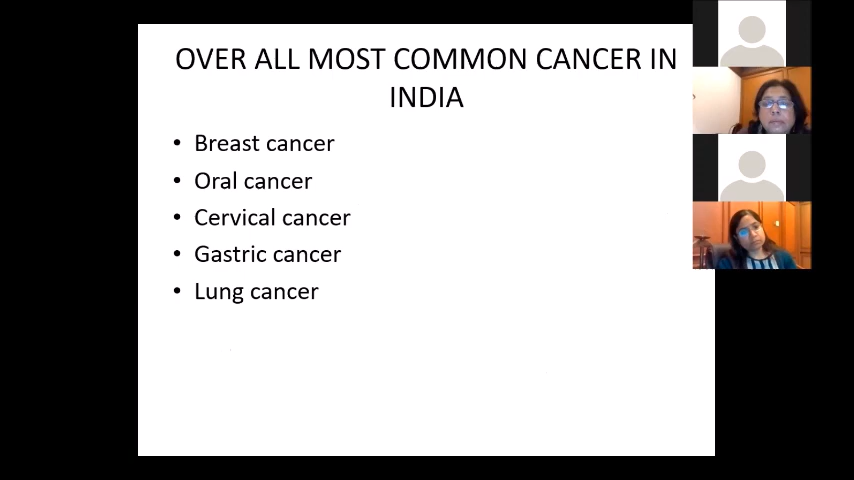 OVER ALL MOST COMMON CANCER IN
INDIA
• Breast cancer
• Oral cancer
• Cervical cancer
• Gastric cancer
• Lung cancer